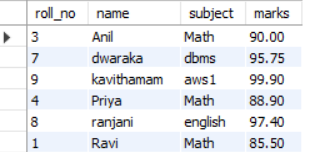 roll_no name subject marks
3 Anil Math 90.00
7 dwaraka dbms 95.75
9 kavithamam aws1 99.90
4 Priya Math 88.90
8 ranjani english 97.40
1 Ravi Math 85.50